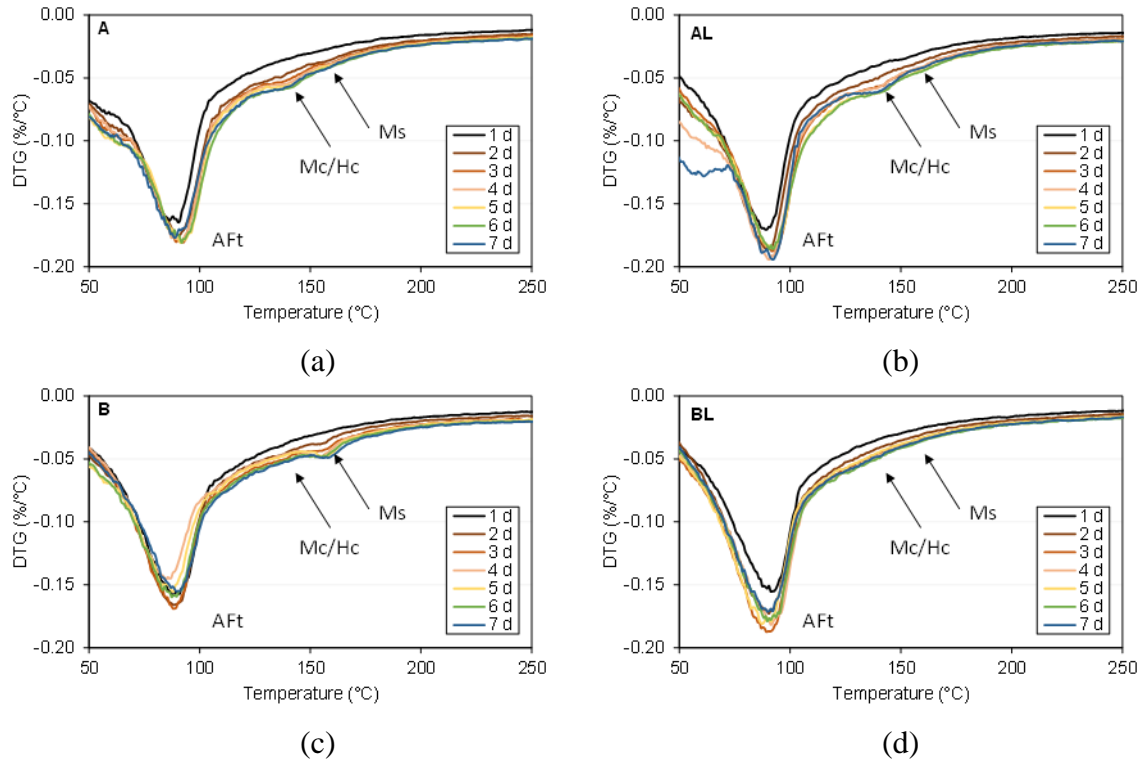 A
0.00
-0.05
-0.10
-0.15
-0.20
DTG (%/°C)
Ms
Mc/Hc
AFt
1 d
2 d
3 d
4 d
5 d
6 d
7 d
50 100 150 200 250
Temperature (°C)
(a)
AL
0.00
-0.05
-0.10
-0.15
-0.20
DTG (%/°C)
Ms
Mc/Hc
AFt
1 d
2 d
3 d
4 d
5 d
6 d
7 d
50 100 150 200 250
Temperature (°C)
(b)
B
0.00
-0.05
-0.10
-0.15
-0.20
DTG (%/°C)
Ms
Mc/Hc
AFt
1 d
2 d
3 d
4 d
5 d
6 d
7 d
50 100 150 200 250
Temperature (°C)
(c)
BL
0.00
-0.05
-0.10
-0.15
-0.20
DTG (%/°C)
Ms
Mc/Hc
AFt
1 d
2 d
3 d
4 d
5 d
6 d
7 d
50 100 150 200 250
Temperature (°C)
(d)